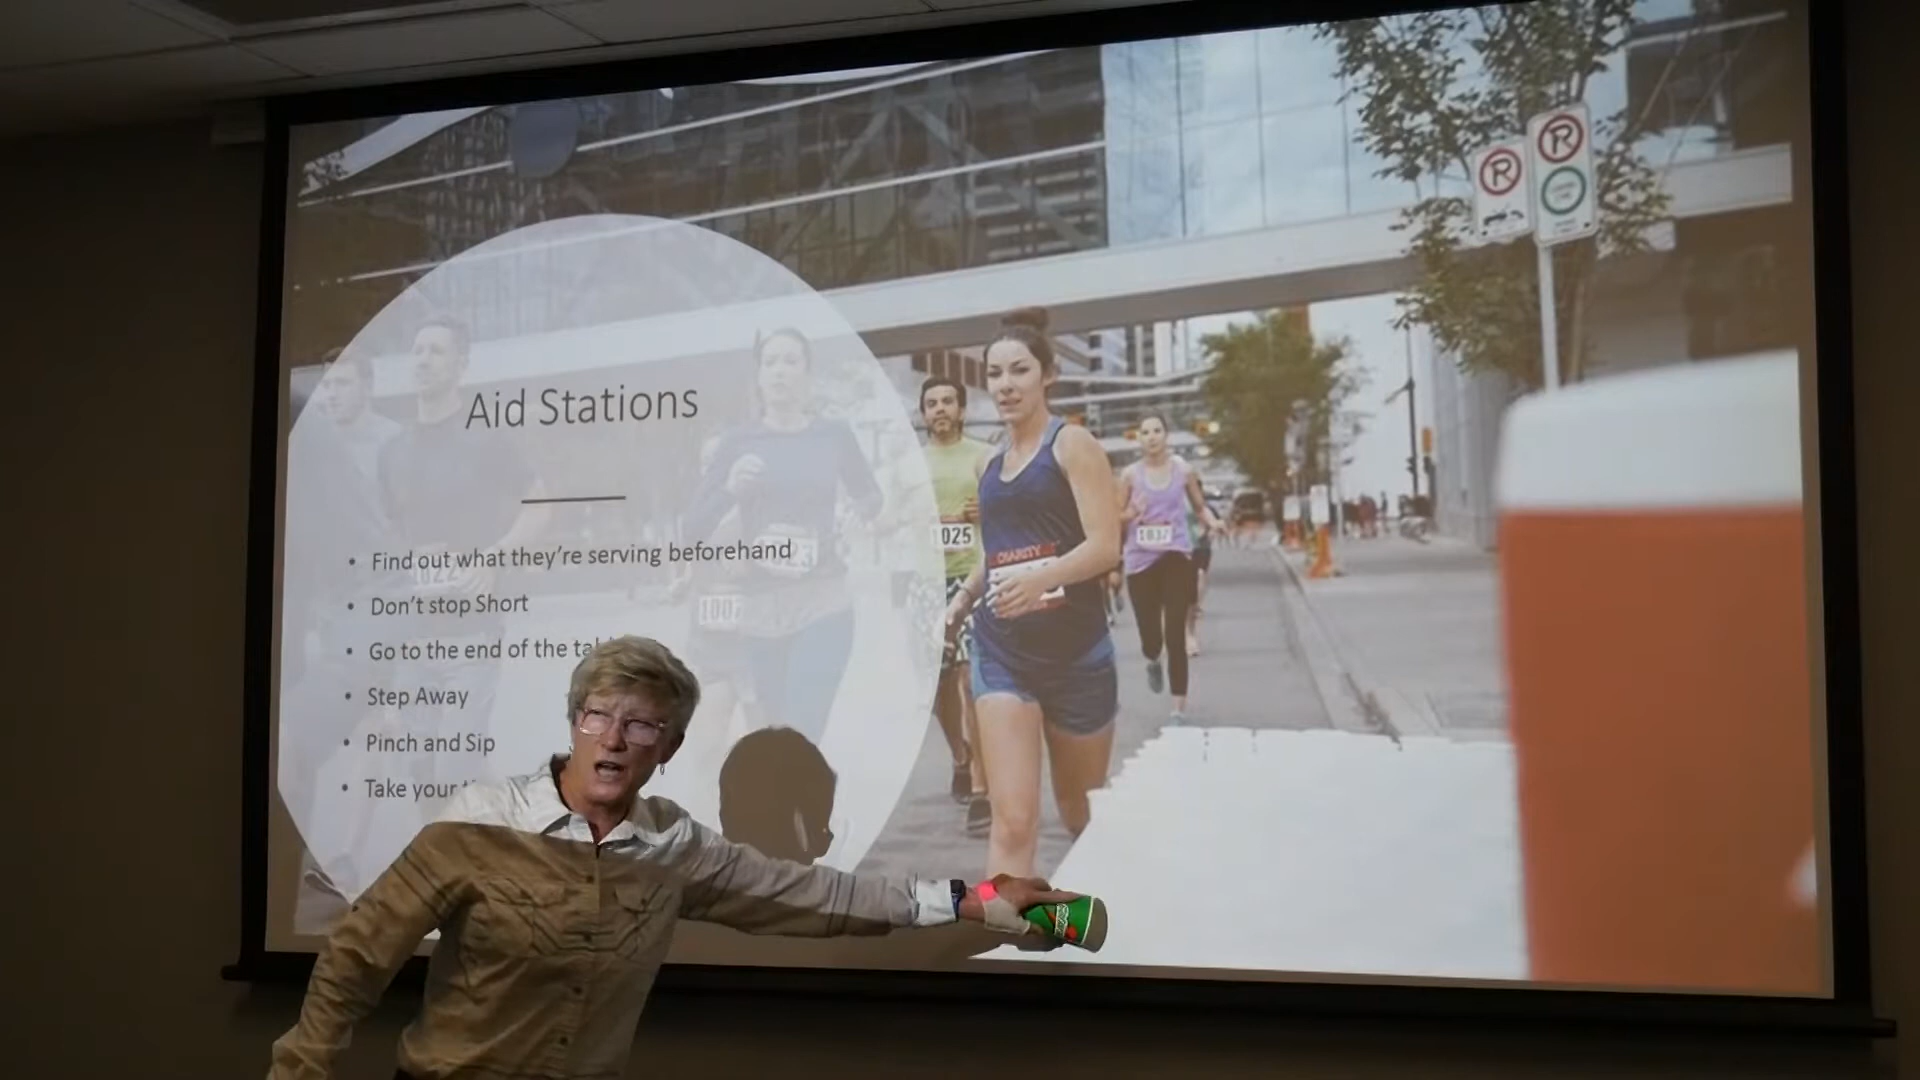 Aid Stations
• Find out what they're serving beforehand
• Don't stop Short
• Go to the end of the
• Step Away
• Pinch and Sip
• Take your
1025
CHARITY
1037
1007